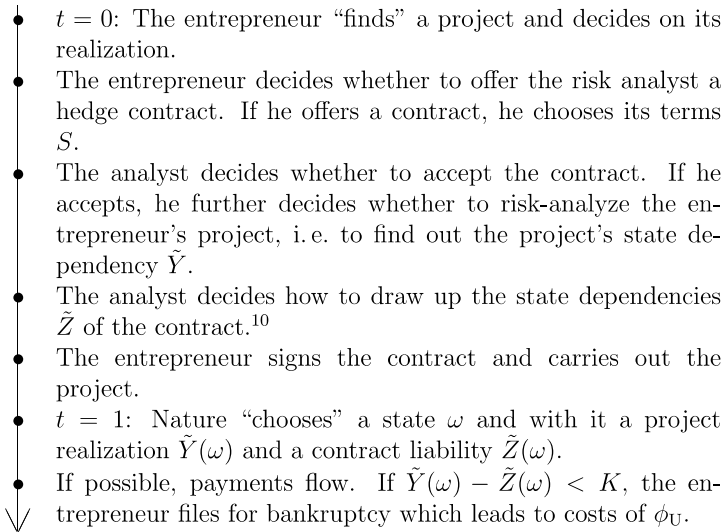 t = 0: The entrepreneur “finds” a project and decides on its
realization.
The entrepreneur decides whether to offer the risk analyst a
hedge contract. If he offers a contract, he chooses its terms
S.
The analyst decides whether to accept the contract. If he
accepts, he further decides whether to risk-analyze the en-
trepreneur’s project, i. e. to find out the project’s state de-
pendency Ỹ.
The analyst decides how to draw up the state dependencies
Z̃ of the contract.¹⁰
The entrepreneur signs the contract and carries out the
project.
t = 1: Nature “chooses” a state ω and with it a project
realization Ỹ(ω) and a contract liability Z̃(ω).
If possible, payments flow. If Ỹ(ω) − Z̃(ω) < K, the en-
trepreneur files for bankruptcy which leads to costs of ϕ_U.